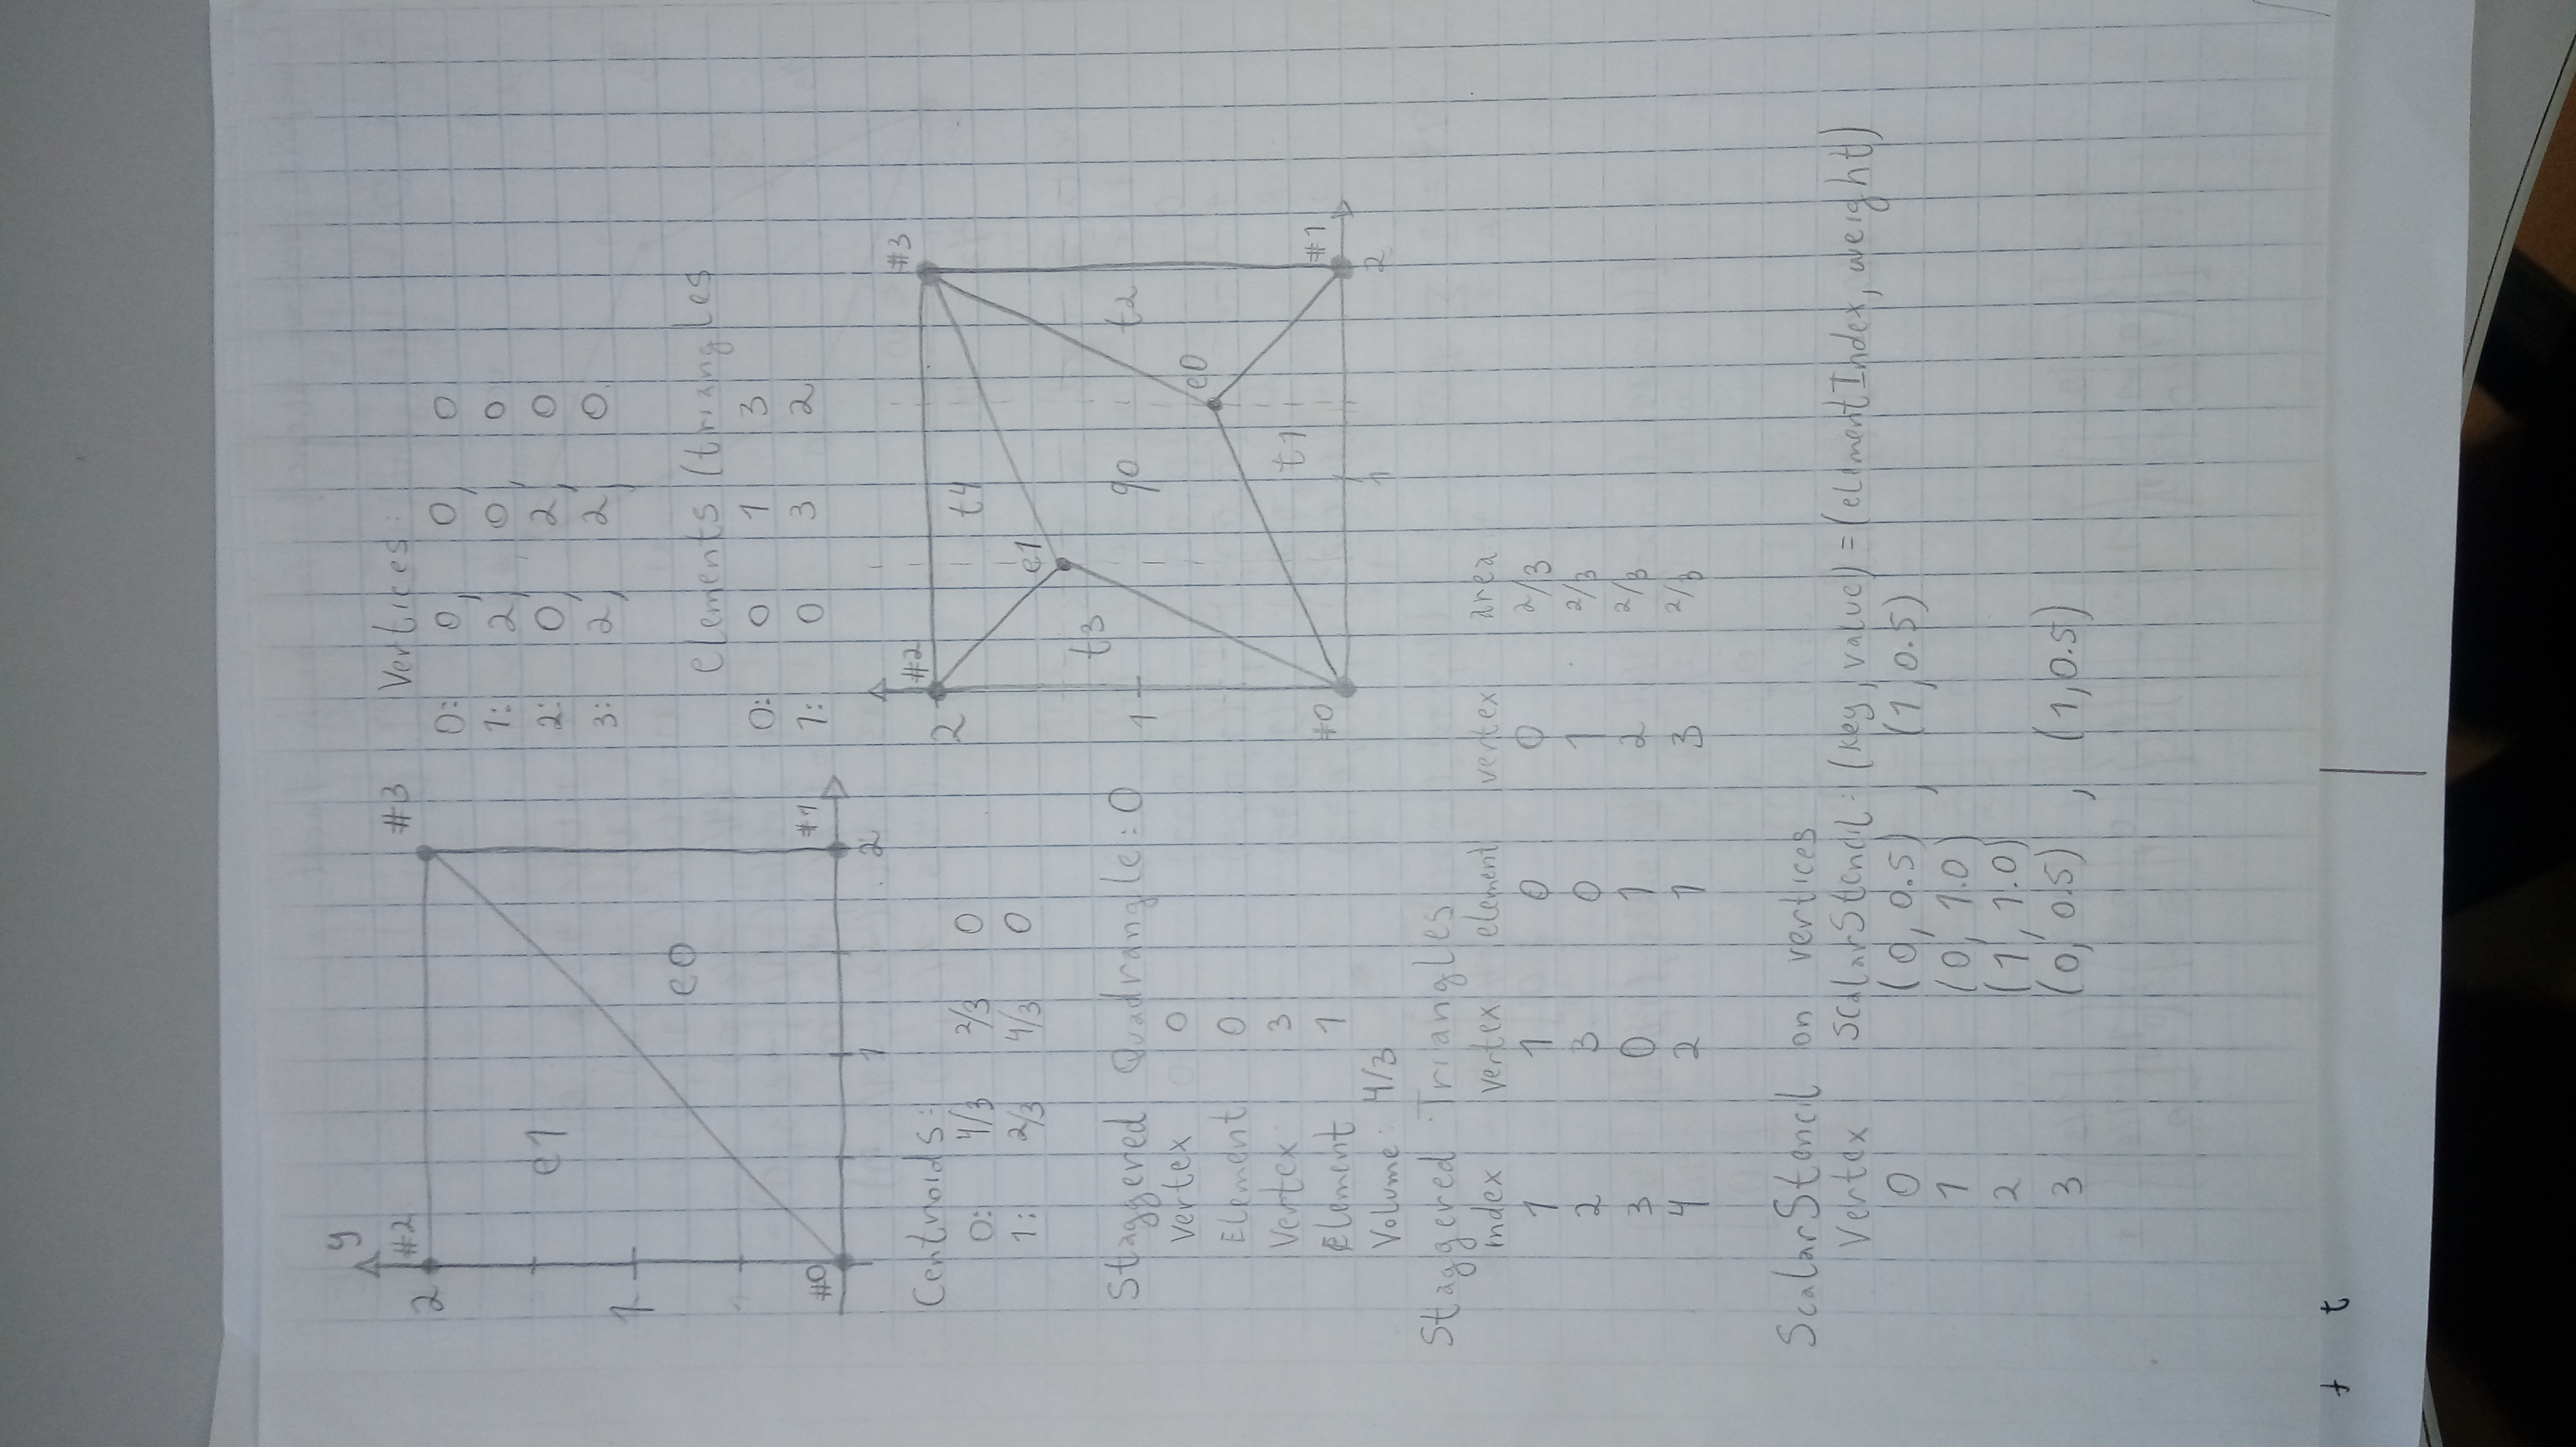 y
2 #2 #3
e1
1
e0
#0 #1
1 2
Vertices:
0: 0, 0, 0
1: 2, 0, 0
2: 0, 2, 0
3: 2, 2, 0
Elements (triangles
0: 0 1 3
1: 0 3 2
Centroids:
0: 4/3 2/3 0
1: 2/3 4/3 0
#2 #3
2
t4
e1
t3
1 q0 t2
e0
t1
#0 #1
1 2
Staggered Quadrangle: 0
Vertex 0
Element 0
Vertex 3
Element 1
Volume: 4/3
Staggered Triangles
index vertex element vertex area
1 1 0 0 2/3
2 3 0 1 2/3
3 0 1 2 2/3
4 2 1 3 2/3
ScalarStencil on vertices
Vertex ScalarStencil: (key, value) = (elementIndex, weight)
0 (0, 0.5), (1, 0.5)
1 (0, 1.0)
2 (1, 1.0)
3 (0, 0.5), (1, 0.5)
t